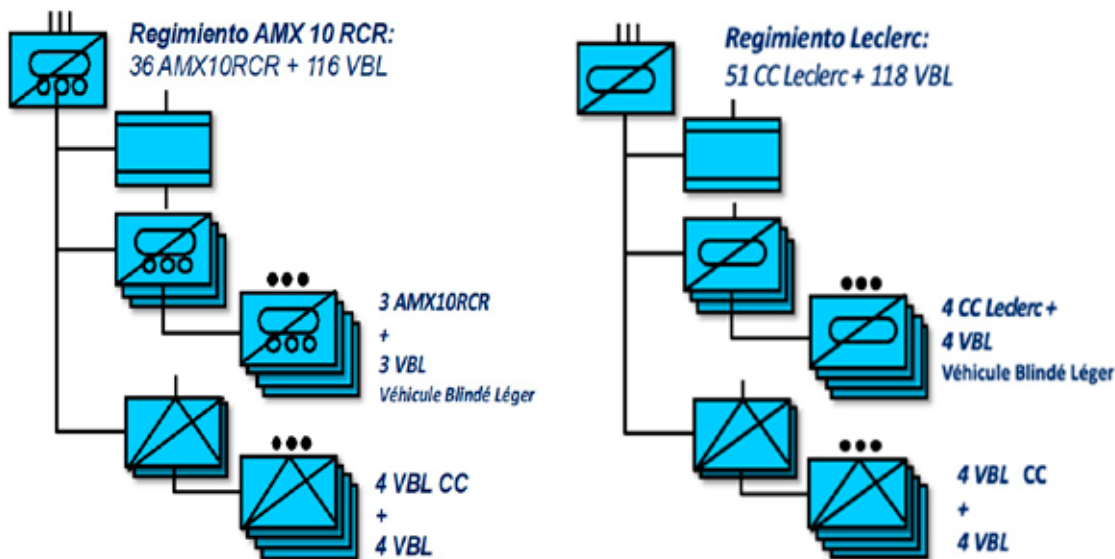 Regimiento AMX 10 RCR:
36 AMX10RCR + 116 VBL
3 AMX10RCR
+
3 VBL
Véhicule Blindé Léger
4 VBL CC
+
4 VBL
Regimiento Leclerc:
51 CC Leclerc + 118 VBL
4 CC Leclerc +
4 VBL
Véhicule Blindé Léger
4 VBL CC
+
4 VBL